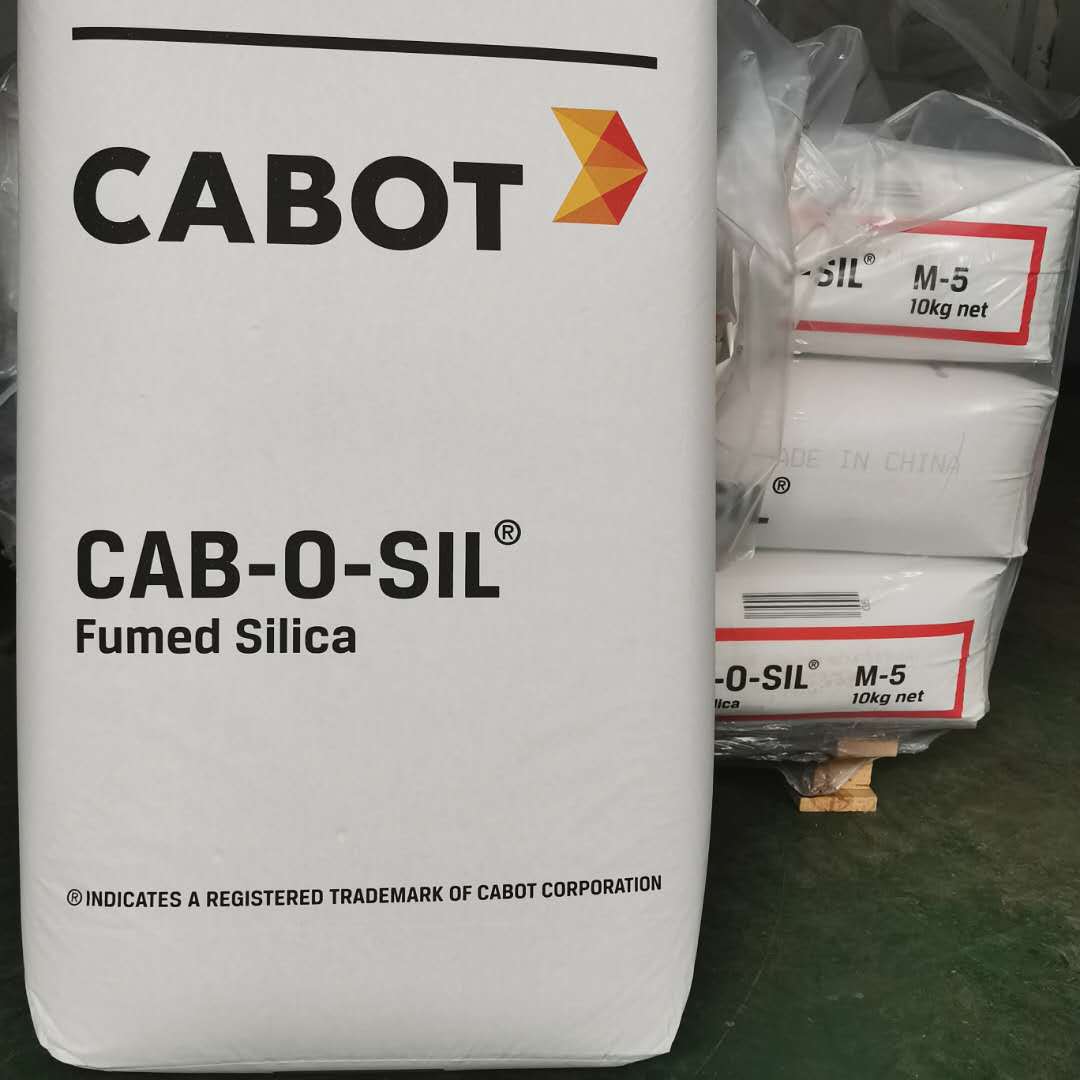 CABOT
CAB-O-SIL®
Fumed Silica
® INDICATES A REGISTERED TRADEMARK OF CABOT CORPORATION
-SIL® M-5
10kg net
ADE IN CHINA
®
-O-SIL® M-5
ilica 10kg net